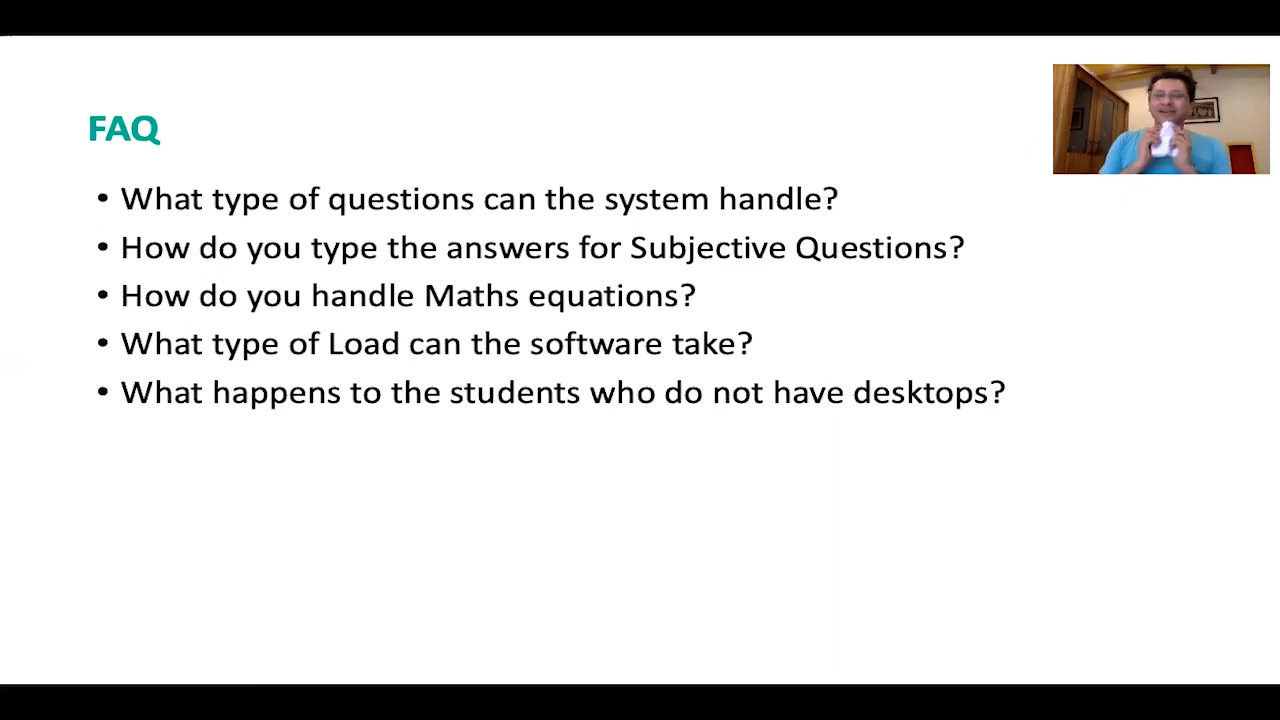 FAQ
• What type of questions can the system handle?
• How do you type the answers for Subjective Questions?
• How do you handle Maths equations?
• What type of Load can the software take?
• What happens to the students who do not have desktops?